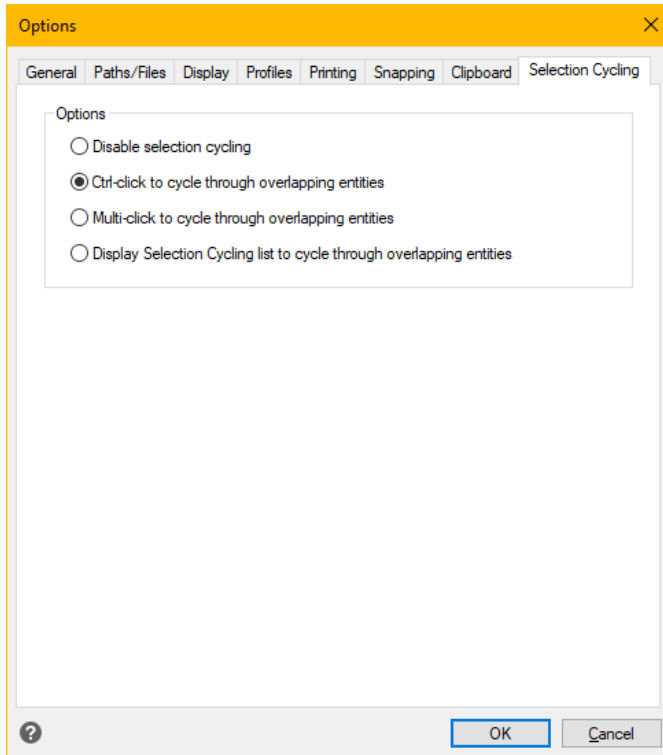 Options
General Paths/Files Display Profiles Printing Snapping Clipboard Selection Cycling
Options
Disable selection cycling
Ctrl-click to cycle through overlapping entities
Multi-click to cycle through overlapping entities
Display Selection Cycling list to cycle through overlapping entities
? OK Cancel